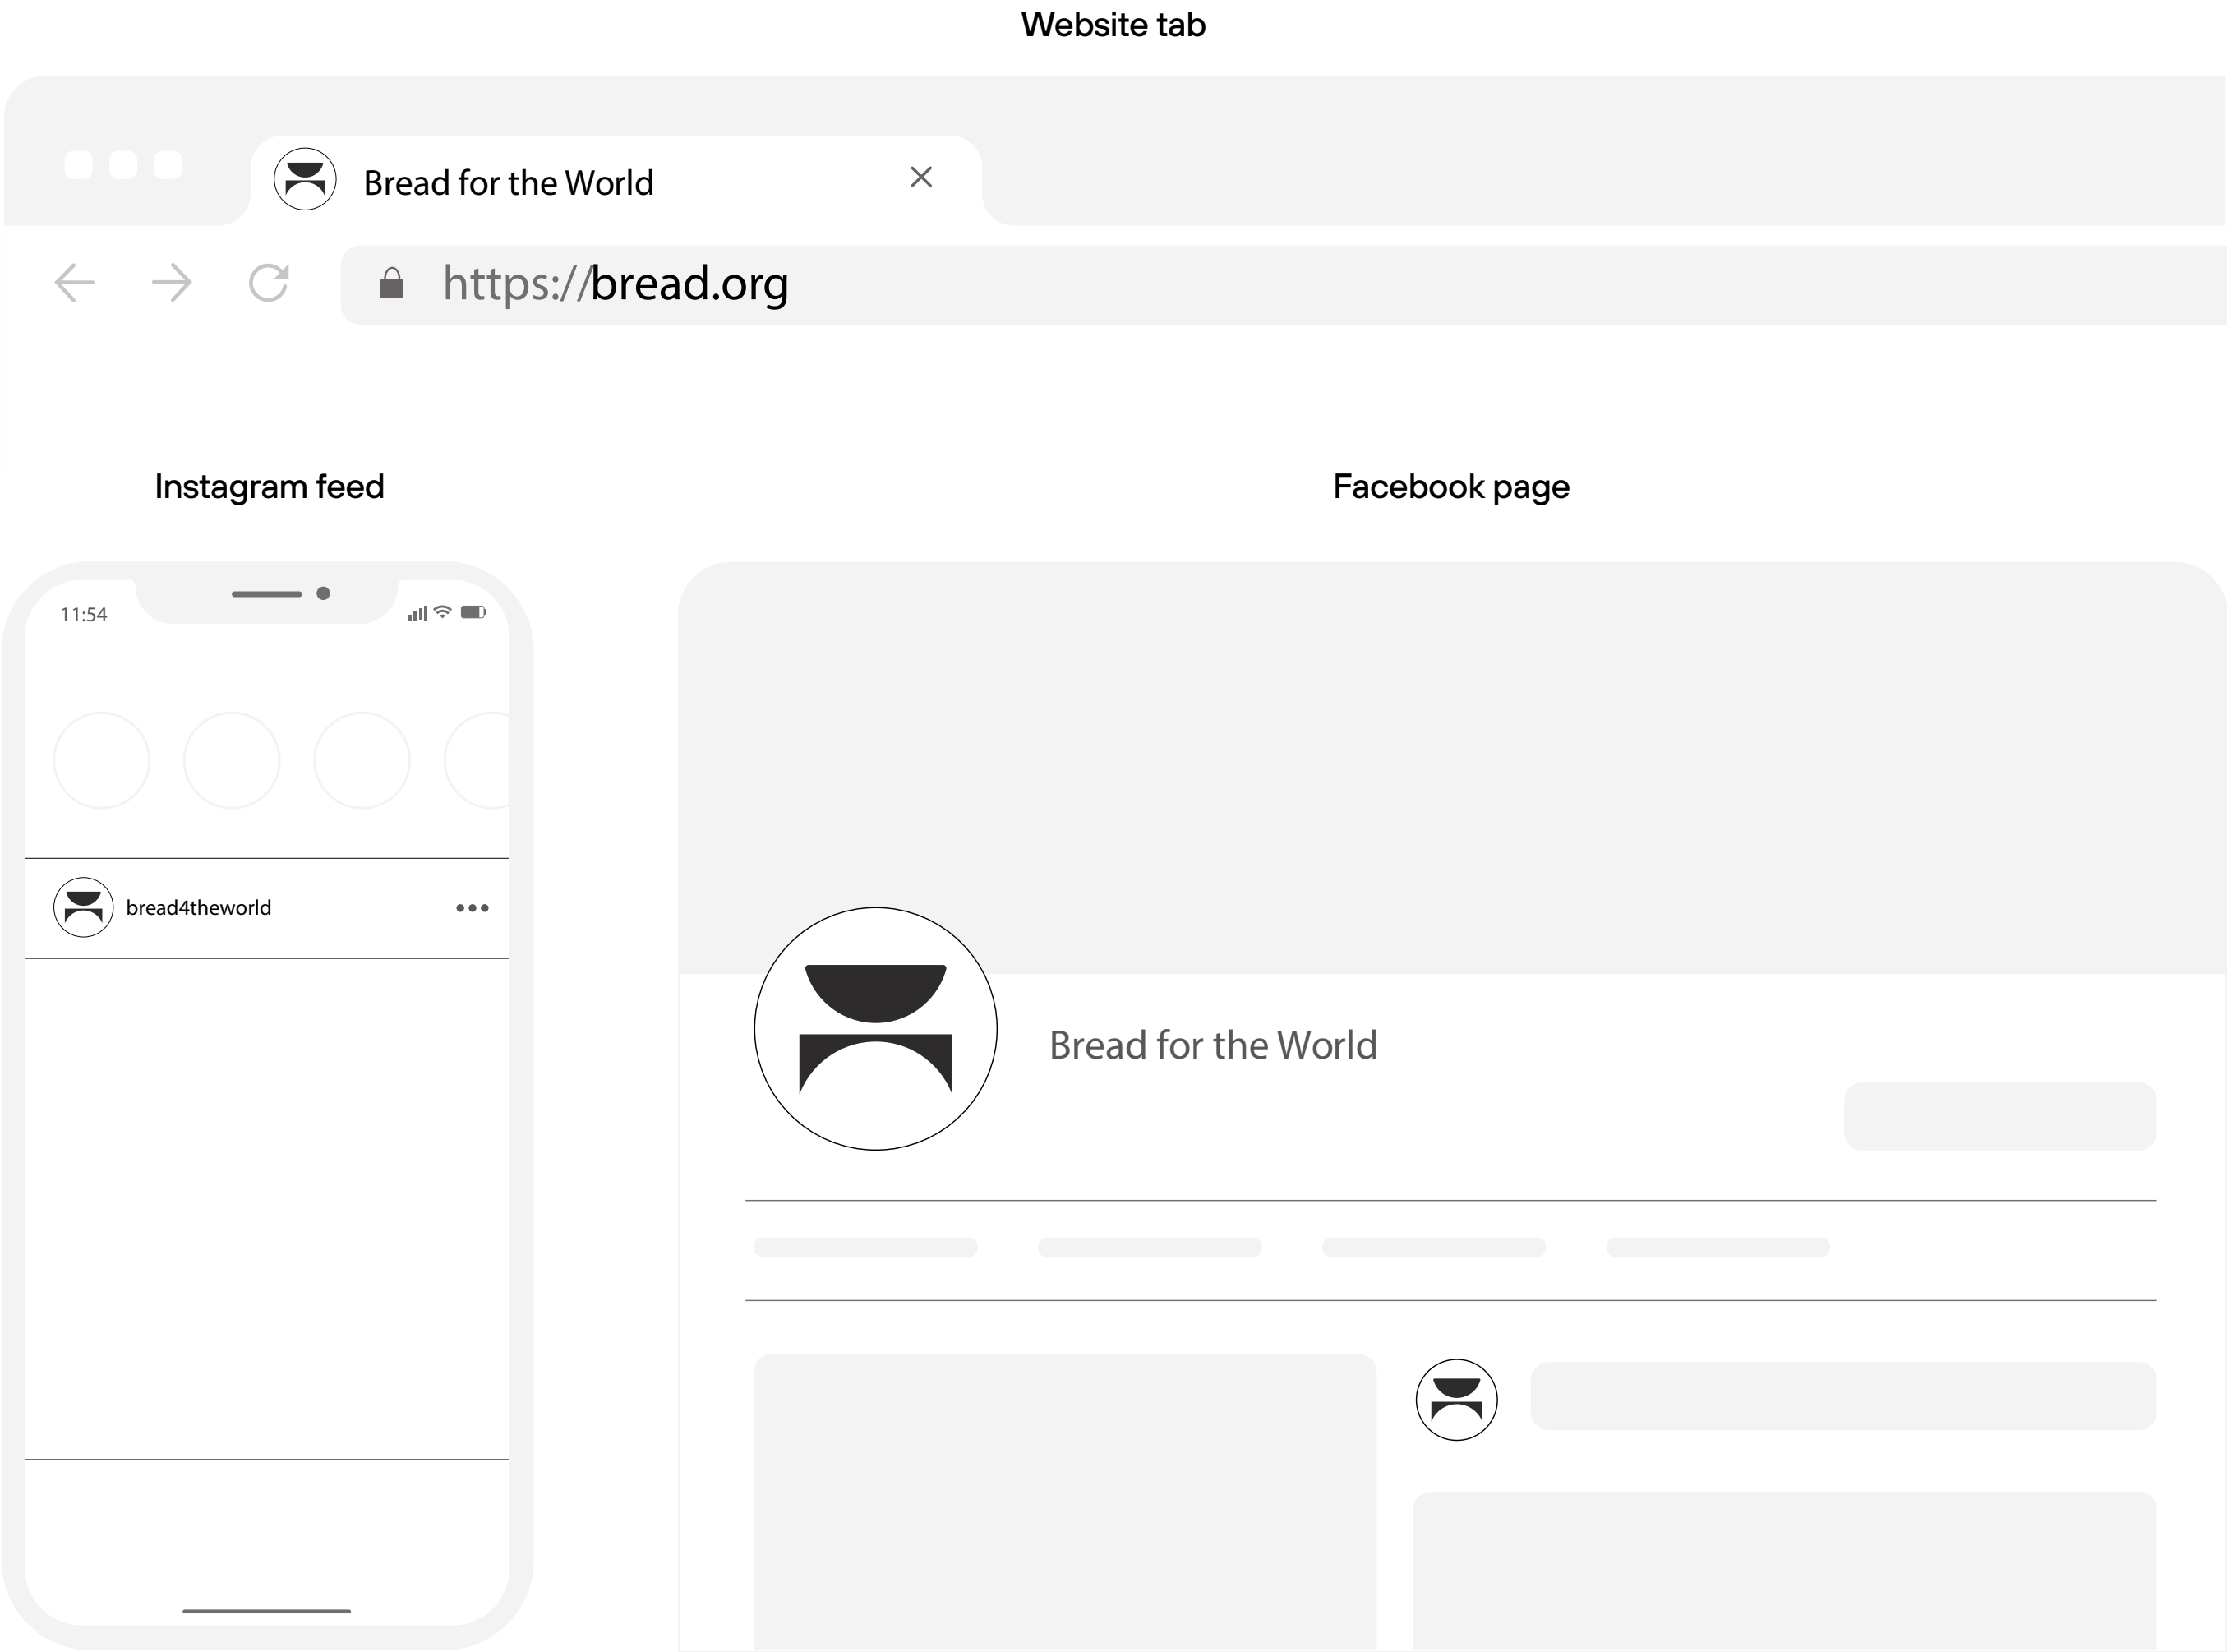 Website tab
Bread for the World
https://bread.org
Instagram feed
Facebook page
11:54
bread4theworld
Bread for the World